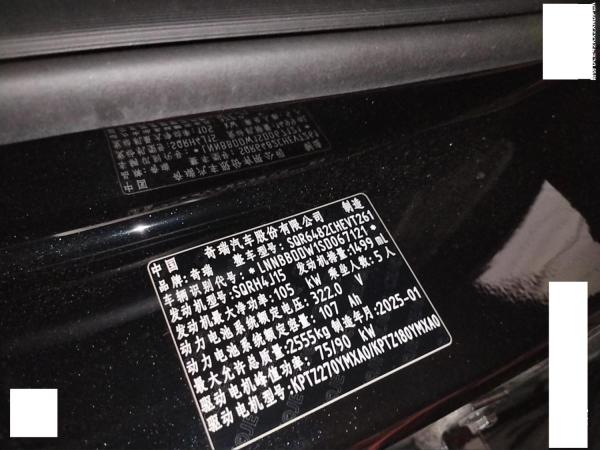 中国 奇瑞汽车股份有限公司 制造
品牌:奇瑞 整车型号:SQR6482CHEVT261
车辆识别代号:*LNNBBDDW1SD067121*
发动机型号:SQRH4J15 发动机排量:1499 mL
发动机最大净功率:105 kW 乘坐人数:5人
动力电池系统额定电压:322.0 V
动力电池系统额定容量:107 Ah
最大允许总质量:2555kg 制造年月:2025-01
驱动电机峰值功率:75/90 kW
驱动电机型号:KPTZ270YMXA0/KPTZ180YMXA0